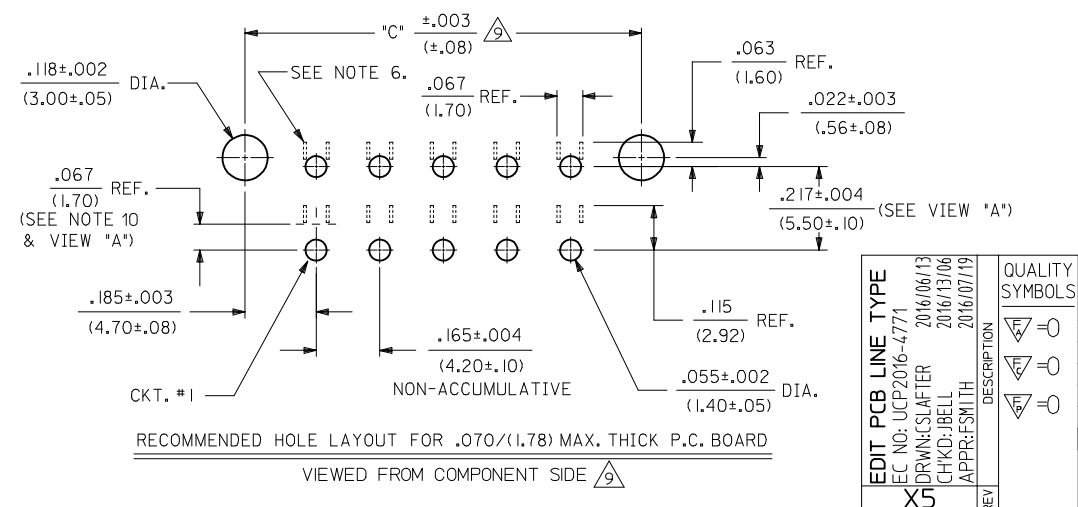 "C" ±.003 9
(±.08)
.118±.002 DIA.
(3.00±.05)
SEE NOTE 6.
.067 REF.
(1.70)
.063 REF.
(1.60)
.022±.003
(.56±.08)
.067 REF.
(1.70)
(SEE NOTE 10
& VIEW "A")
.217±.004 (SEE VIEW "A")
(5.50±.10)
.185±.003
(4.70±.08)
.165±.004
(4.20±.10)
NON-ACCUMULATIVE
.115 REF.
(2.92)
CKT. #1
.055±.002 DIA.
(1.40±.05)
RECOMMENDED HOLE LAYOUT FOR .070/(1.78) MAX. THICK P.C. BOARD
VIEWED FROM COMPONENT SIDE 9
EDIT PCB LINE TYPE
EC NO: UCP2016-4771
DRWN:CSLAFTER 2016/06/13
CH'KD:JBELL 2016/13/06
APPR:FSMITH 2016/07/19
X5
DESCRIPTION
REV
QUALITY
SYMBOLS
FA =0
FC =0
FP =0